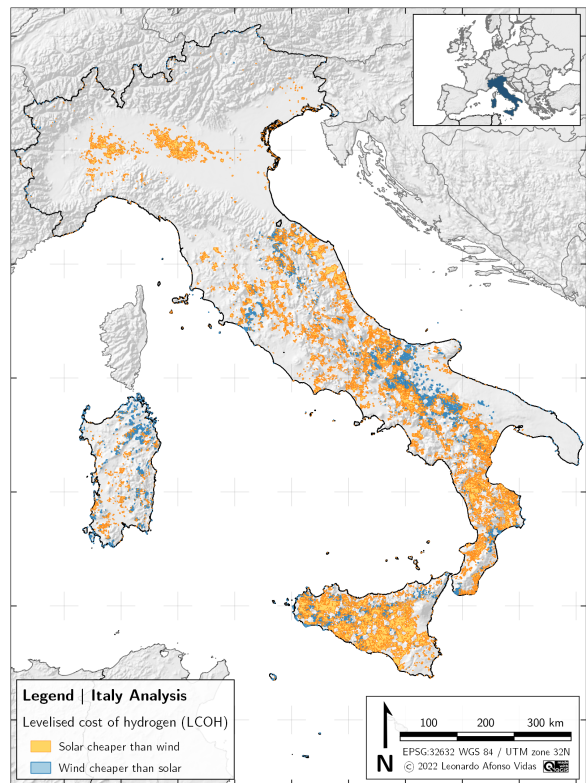 Legend | Italy Analysis
Levelised cost of hydrogen (LCOH)
Solar cheaper than wind
Wind cheaper than solar
N
100 200 300 km
EPSG:32632 WGS 84 / UTM zone 32N
© 2022 Leonardo Afonso Vidas